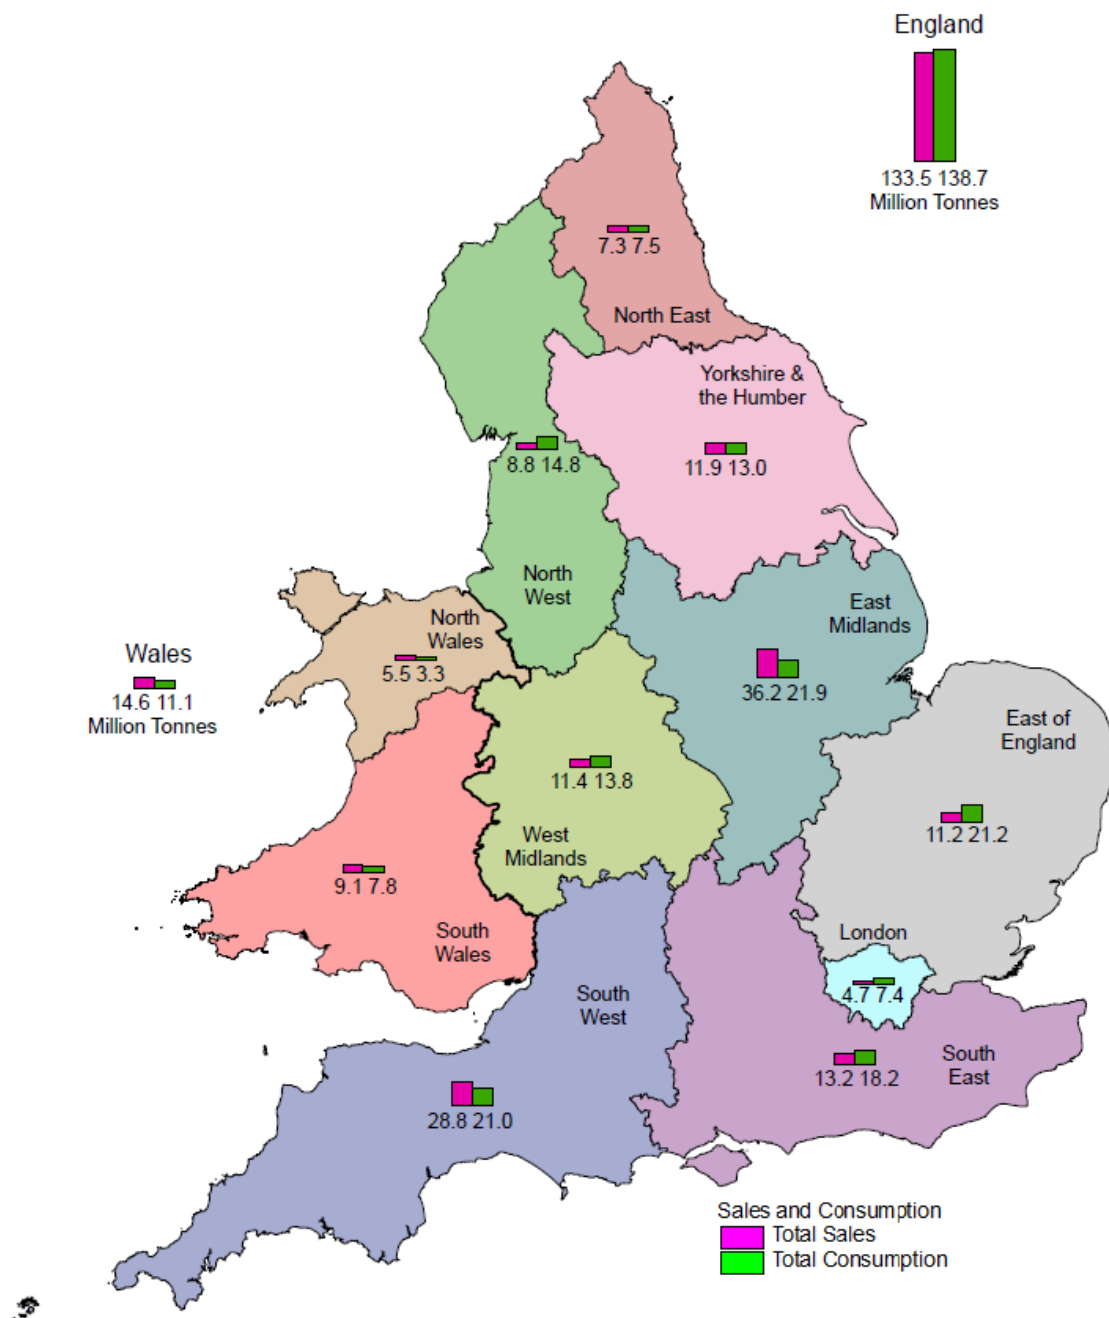 England
133.5 138.7
Million Tonnes
7.3 7.5
North East
Yorkshire &
the Humber
8.8 14.8
11.9 13.0
North
West
East
Midlands
North
Wales
5.5 3.3
Wales
14.6 11.1
Million Tonnes
36.2 21.9
East of
England
11.4 13.8
11.2 21.2
West
Midlands
9.1 7.8
South
Wales
London
4.7 7.4
South
West
13.2 18.2
South
East
28.8 21.0
Sales and Consumption
Total Sales
Total Consumption